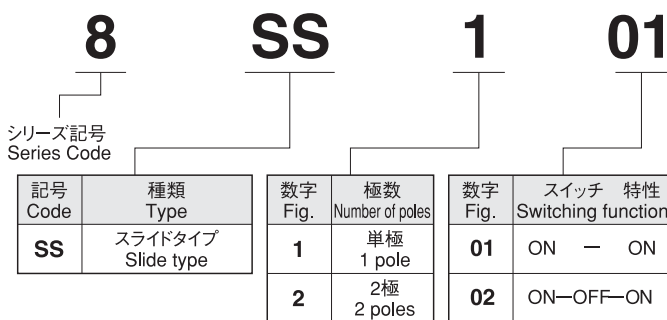 8 SS 1 01
シリーズ記号
Series Code
記号 種類
Code Type
SS スライドタイプ
Slide type
数字 極数
Fig. Number of poles
1 単極
1 pole
2 2極
2 poles
数字 スイッチ 特性
Fig. Switching function
01 ON — ON
02 ON—OFF—ON